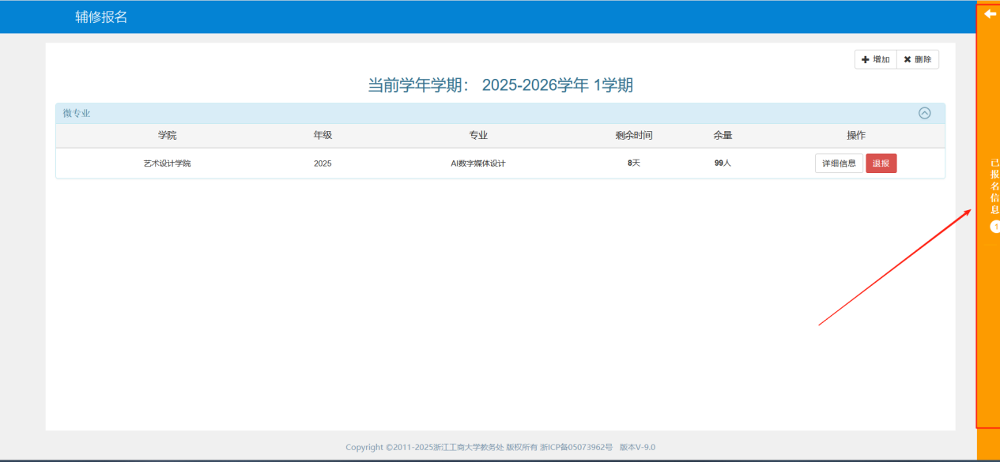 辅修报名
增加 删除
当前学年学期： 2025-2026学年 1学期
微专业
学院 年级 专业 剩余时间 余量 操作
艺术设计学院 2025 AI数字媒体设计 8天 99人 详细信息 退报
已报名信息 1
Copyright ©2011-2025浙江工商大学教务处 版权所有 浙ICP备05073962号 版本V-9.0